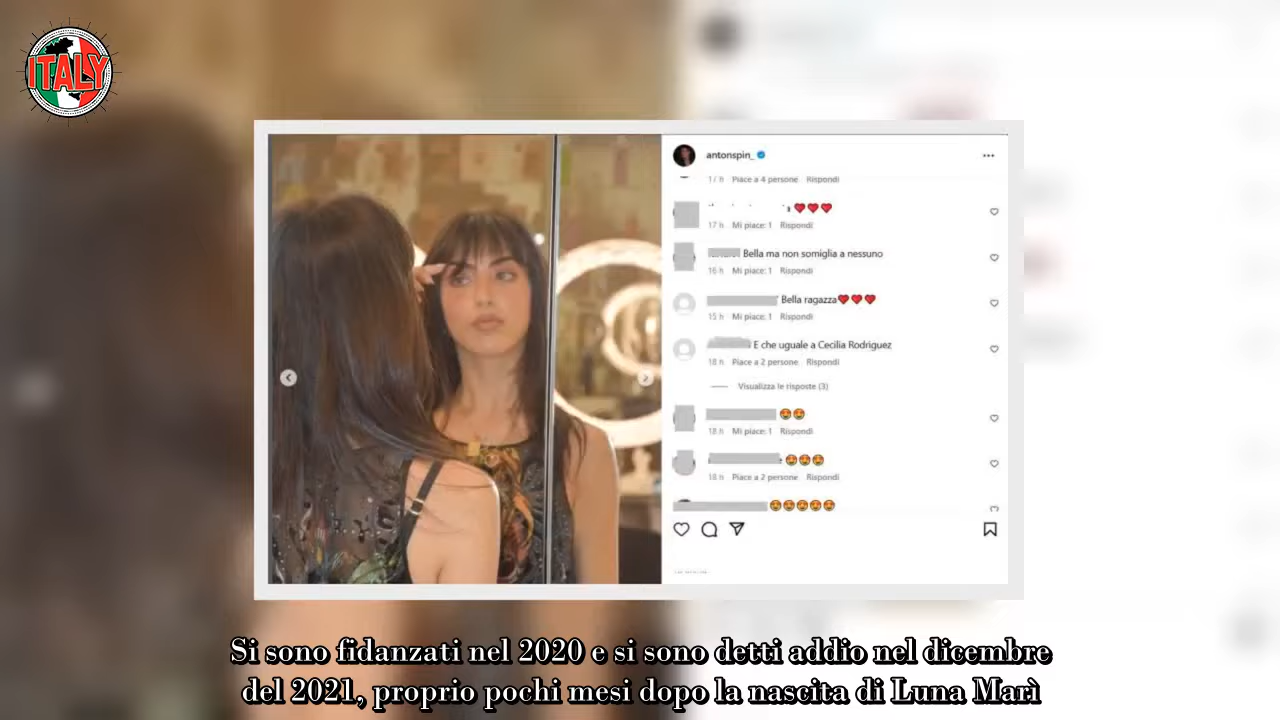 ITALY
antonspin_
17 h Piace a 4 persone Rispondi
17 h Mi piace: 1 Rispondi
Bella ma non somiglia a nessuno
16 h Mi piace: 1 Rispondi
Bella ragazza
15 h Mi piace: 1 Rispondi
E che uguale a Cecilia Rodriguez
18 h Piace a 2 persone Rispondi
Visualizza le risposte (3)
18 h Mi piace: 1 Rispondi
18 h Piace a 2 persone Rispondi
Si sono fidanzati nel 2020 e si sono detti addio nel dicembre
del 2021, proprio pochi mesi dopo la nascita di Luna Marì